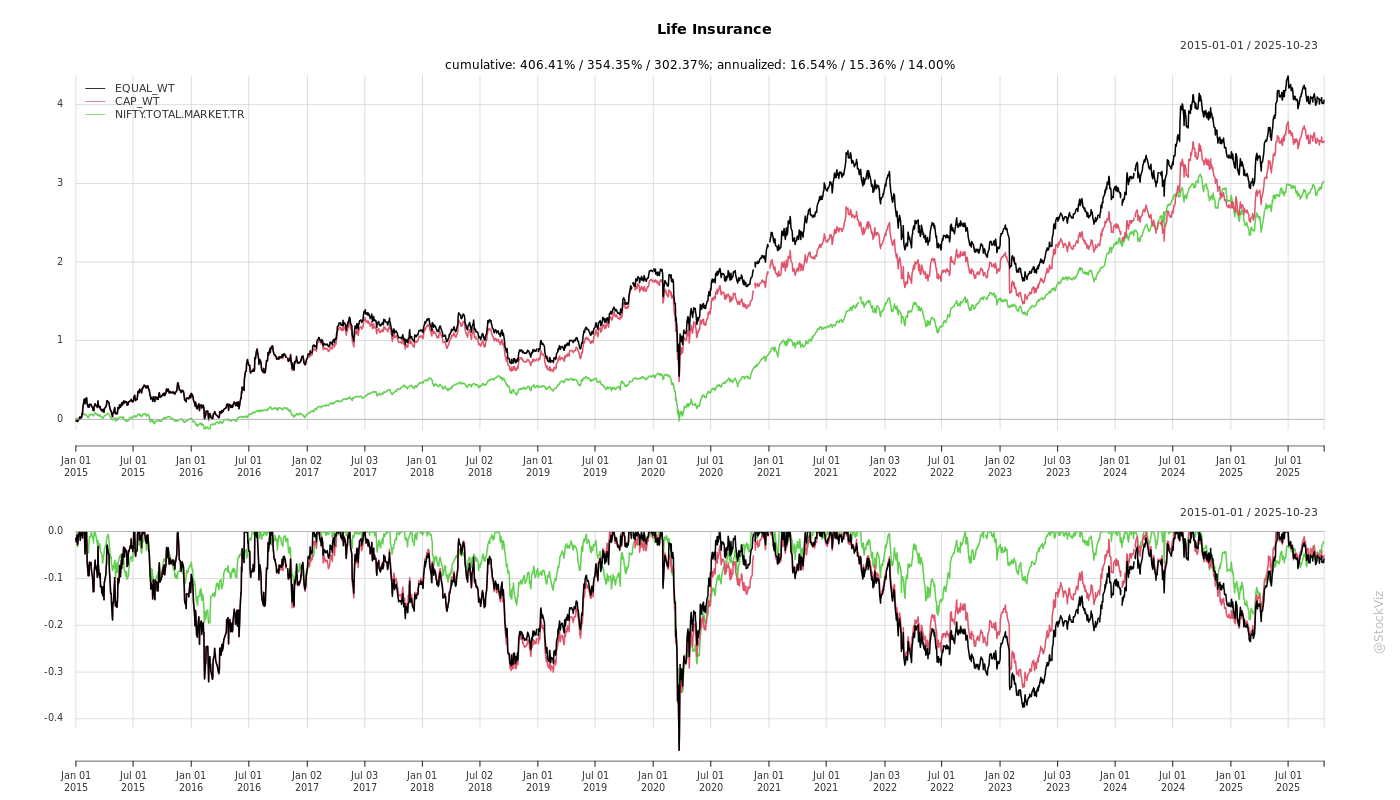 Life Insurance
2015-01-01 / 2025-10-23
cumulative: 406.41% / 354.35% / 302.37%; annualized: 16.54% / 15.36% / 14.00%
EQUAL_WT
CAP_WT
NIFTY.TOTAL.MARKET.TR
4
3
2
1
0
Jan 01 Jul 01 Jan 01 Jul 01 Jan 02 Jul 03 Jan 01 Jul 02 Jan 01 Jul 01 Jan 01 Jul 01 Jan 01 Jul 01 Jan 03 Jul 01 Jan 02 Jul 03 Jan 01 Jul 01 Jan 01 Jul 01
2015 2015 2016 2016 2017 2017 2018 2018 2019 2019 2020 2020 2021 2021 2022 2022 2023 2023 2024 2024 2025 2025
2015-01-01 / 2025-10-23
0.0
-0.1
-0.2
-0.3
-0.4
Jan 01 Jul 01 Jan 01 Jul 01 Jan 02 Jul 03 Jan 01 Jul 02 Jan 01 Jul 01 Jan 01 Jul 01 Jan 01 Jul 01 Jan 03 Jul 01 Jan 02 Jul 03 Jan 01 Jul 01 Jan 01 Jul 01
2015 2015 2016 2016 2017 2017 2018 2018 2019 2019 2020 2020 2021 2021 2022 2022 2023 2023 2024 2024 2025 2025
@StockViz